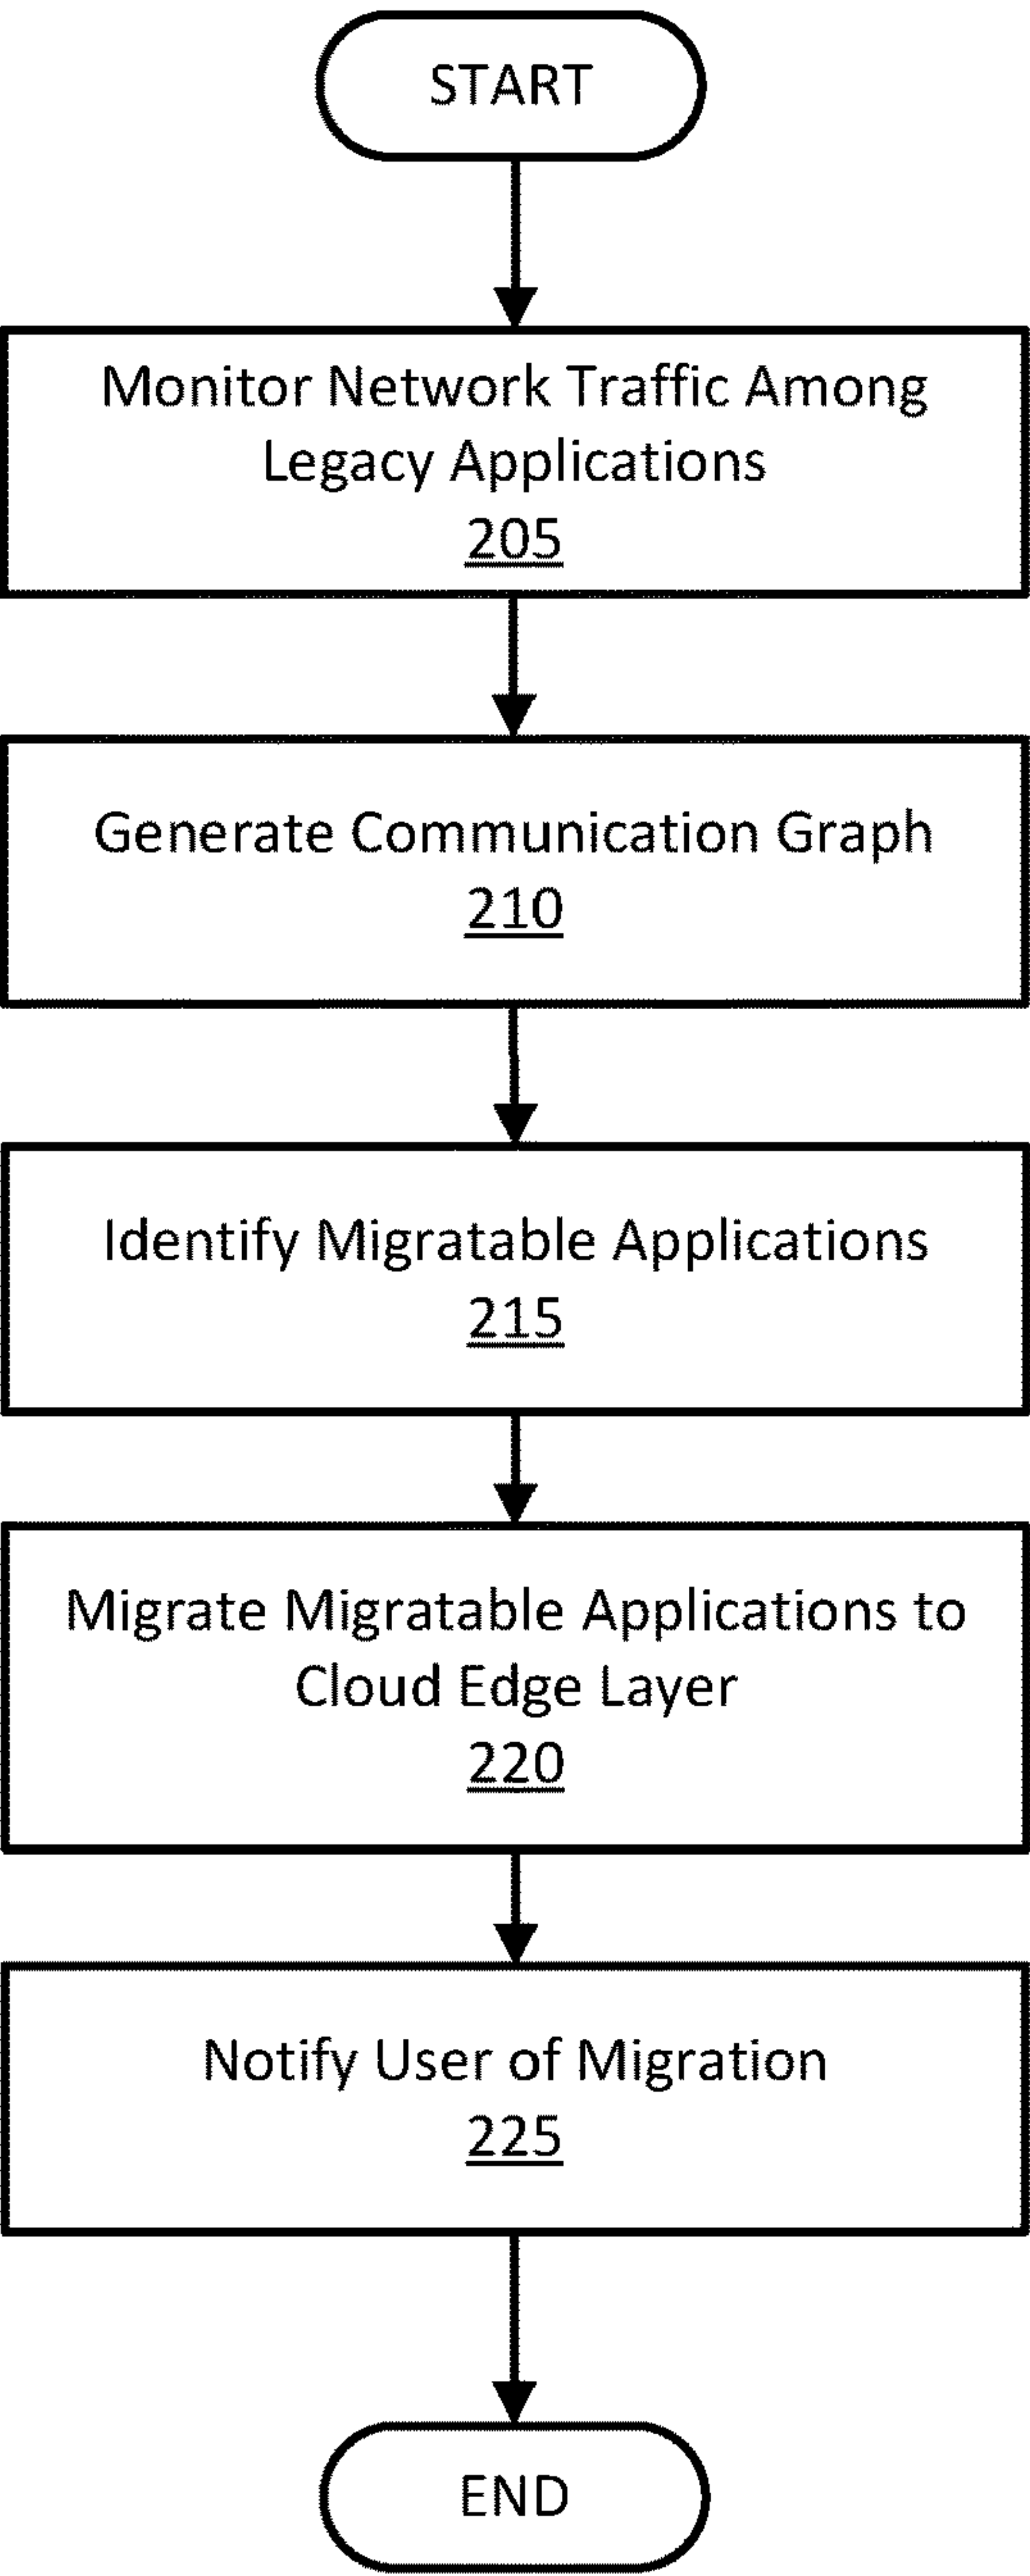 START
Monitor Network Traffic Among
Legacy Applications
205
Generate Communication Graph
210
Identify Migratable Applications
215
Migrate Migratable Applications to
Cloud Edge Layer
220
Notify User of Migration
225
END